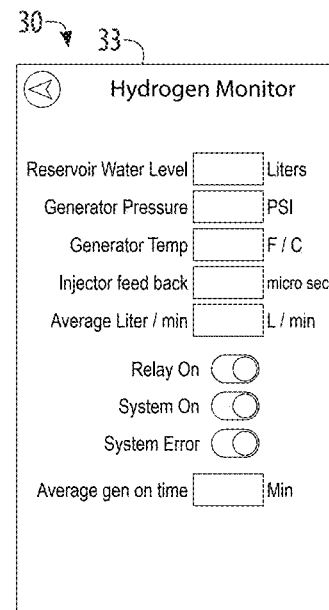 30
33
Hydrogen Monitor
Reservoir Water Level Liters
Generator Pressure PSI
Generator Temp F / C
Injector feed back micro sec
Average Liter / min L / min
Relay On
System On
System Error
Average gen on time Min